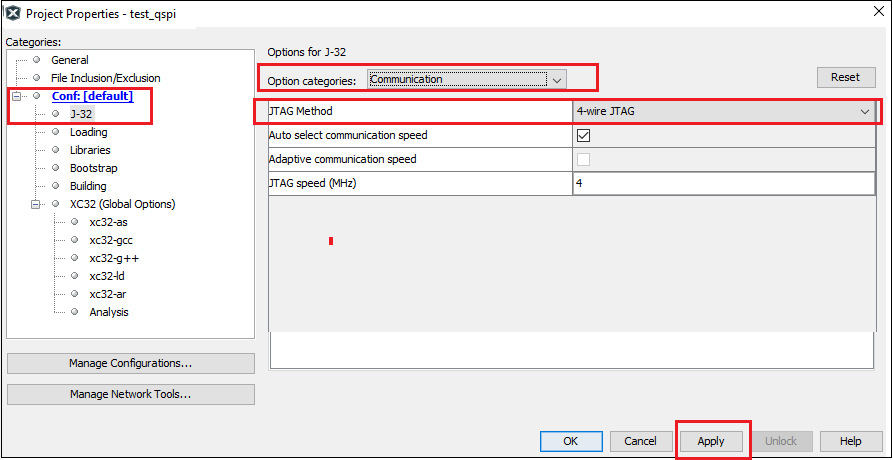 Project Properties - test_qspi
Categories:
General
File Inclusion/Exclusion
Conf: [default]
J-32
Loading
Libraries
Bootstrap
Building
XC32 (Global Options)
xc32-as
xc32-gcc
xc32-g++
xc32-ld
xc32-ar
Analysis
Manage Configurations...
Manage Network Tools...
Options for J-32
Option categories: Communication
Reset
JTAG Method 4-wire JTAG
Auto select communication speed
Adaptive communication speed
JTAG speed (MHz) 4
OK Cancel Apply Unlock Help